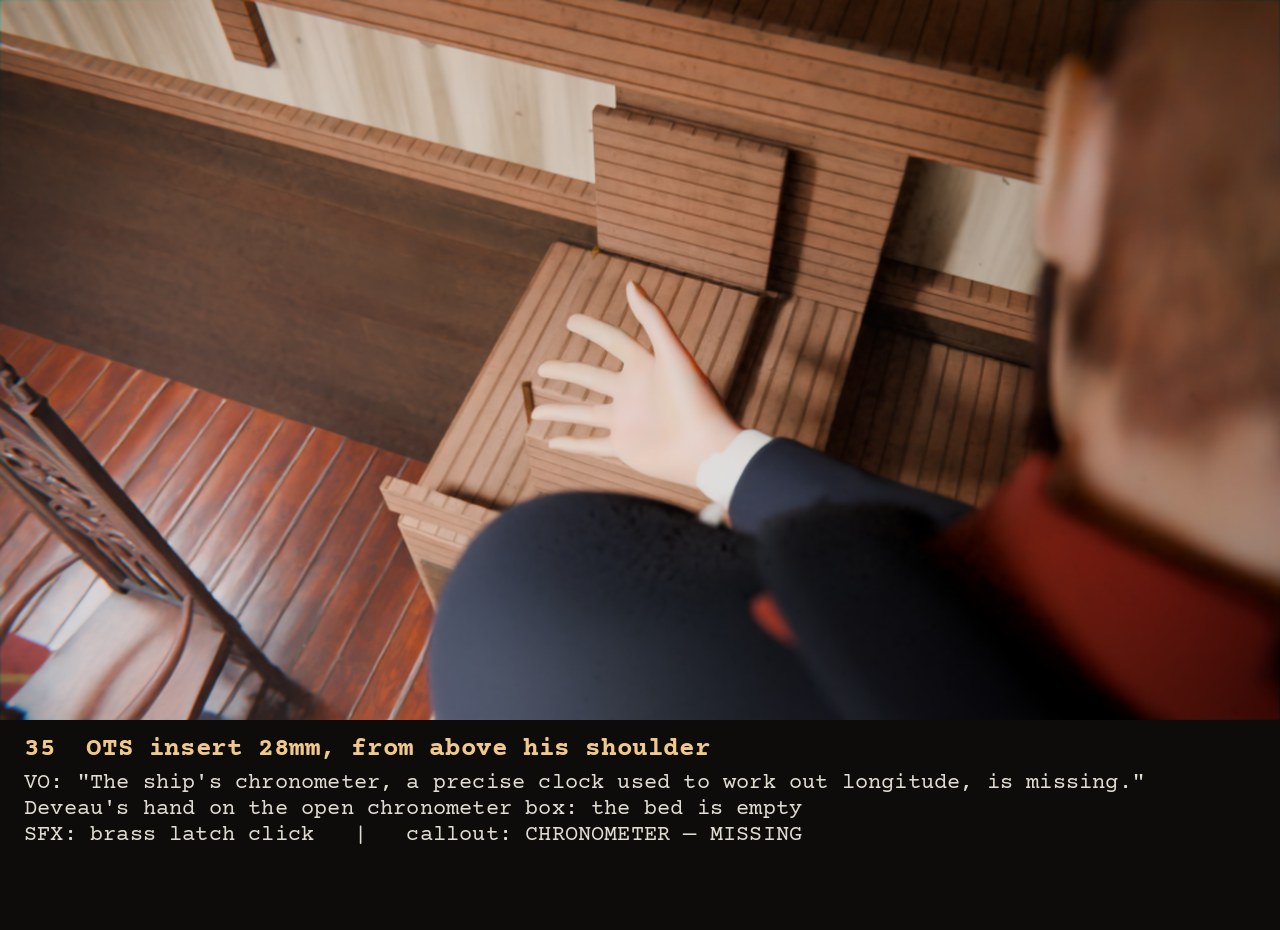 35  OTS insert 28mm, from above his shoulder
VO: "The ship's chronometer, a precise clock used to work out longitude, is missing."
Deveau's hand on the open chronometer box: the bed is empty
SFX: brass latch click   |   callout: CHRONOMETER — MISSING